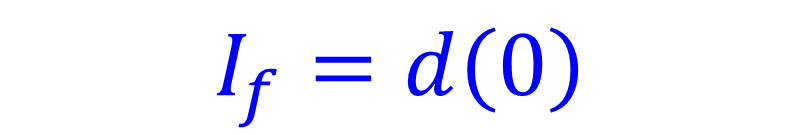 I_f = d(0)